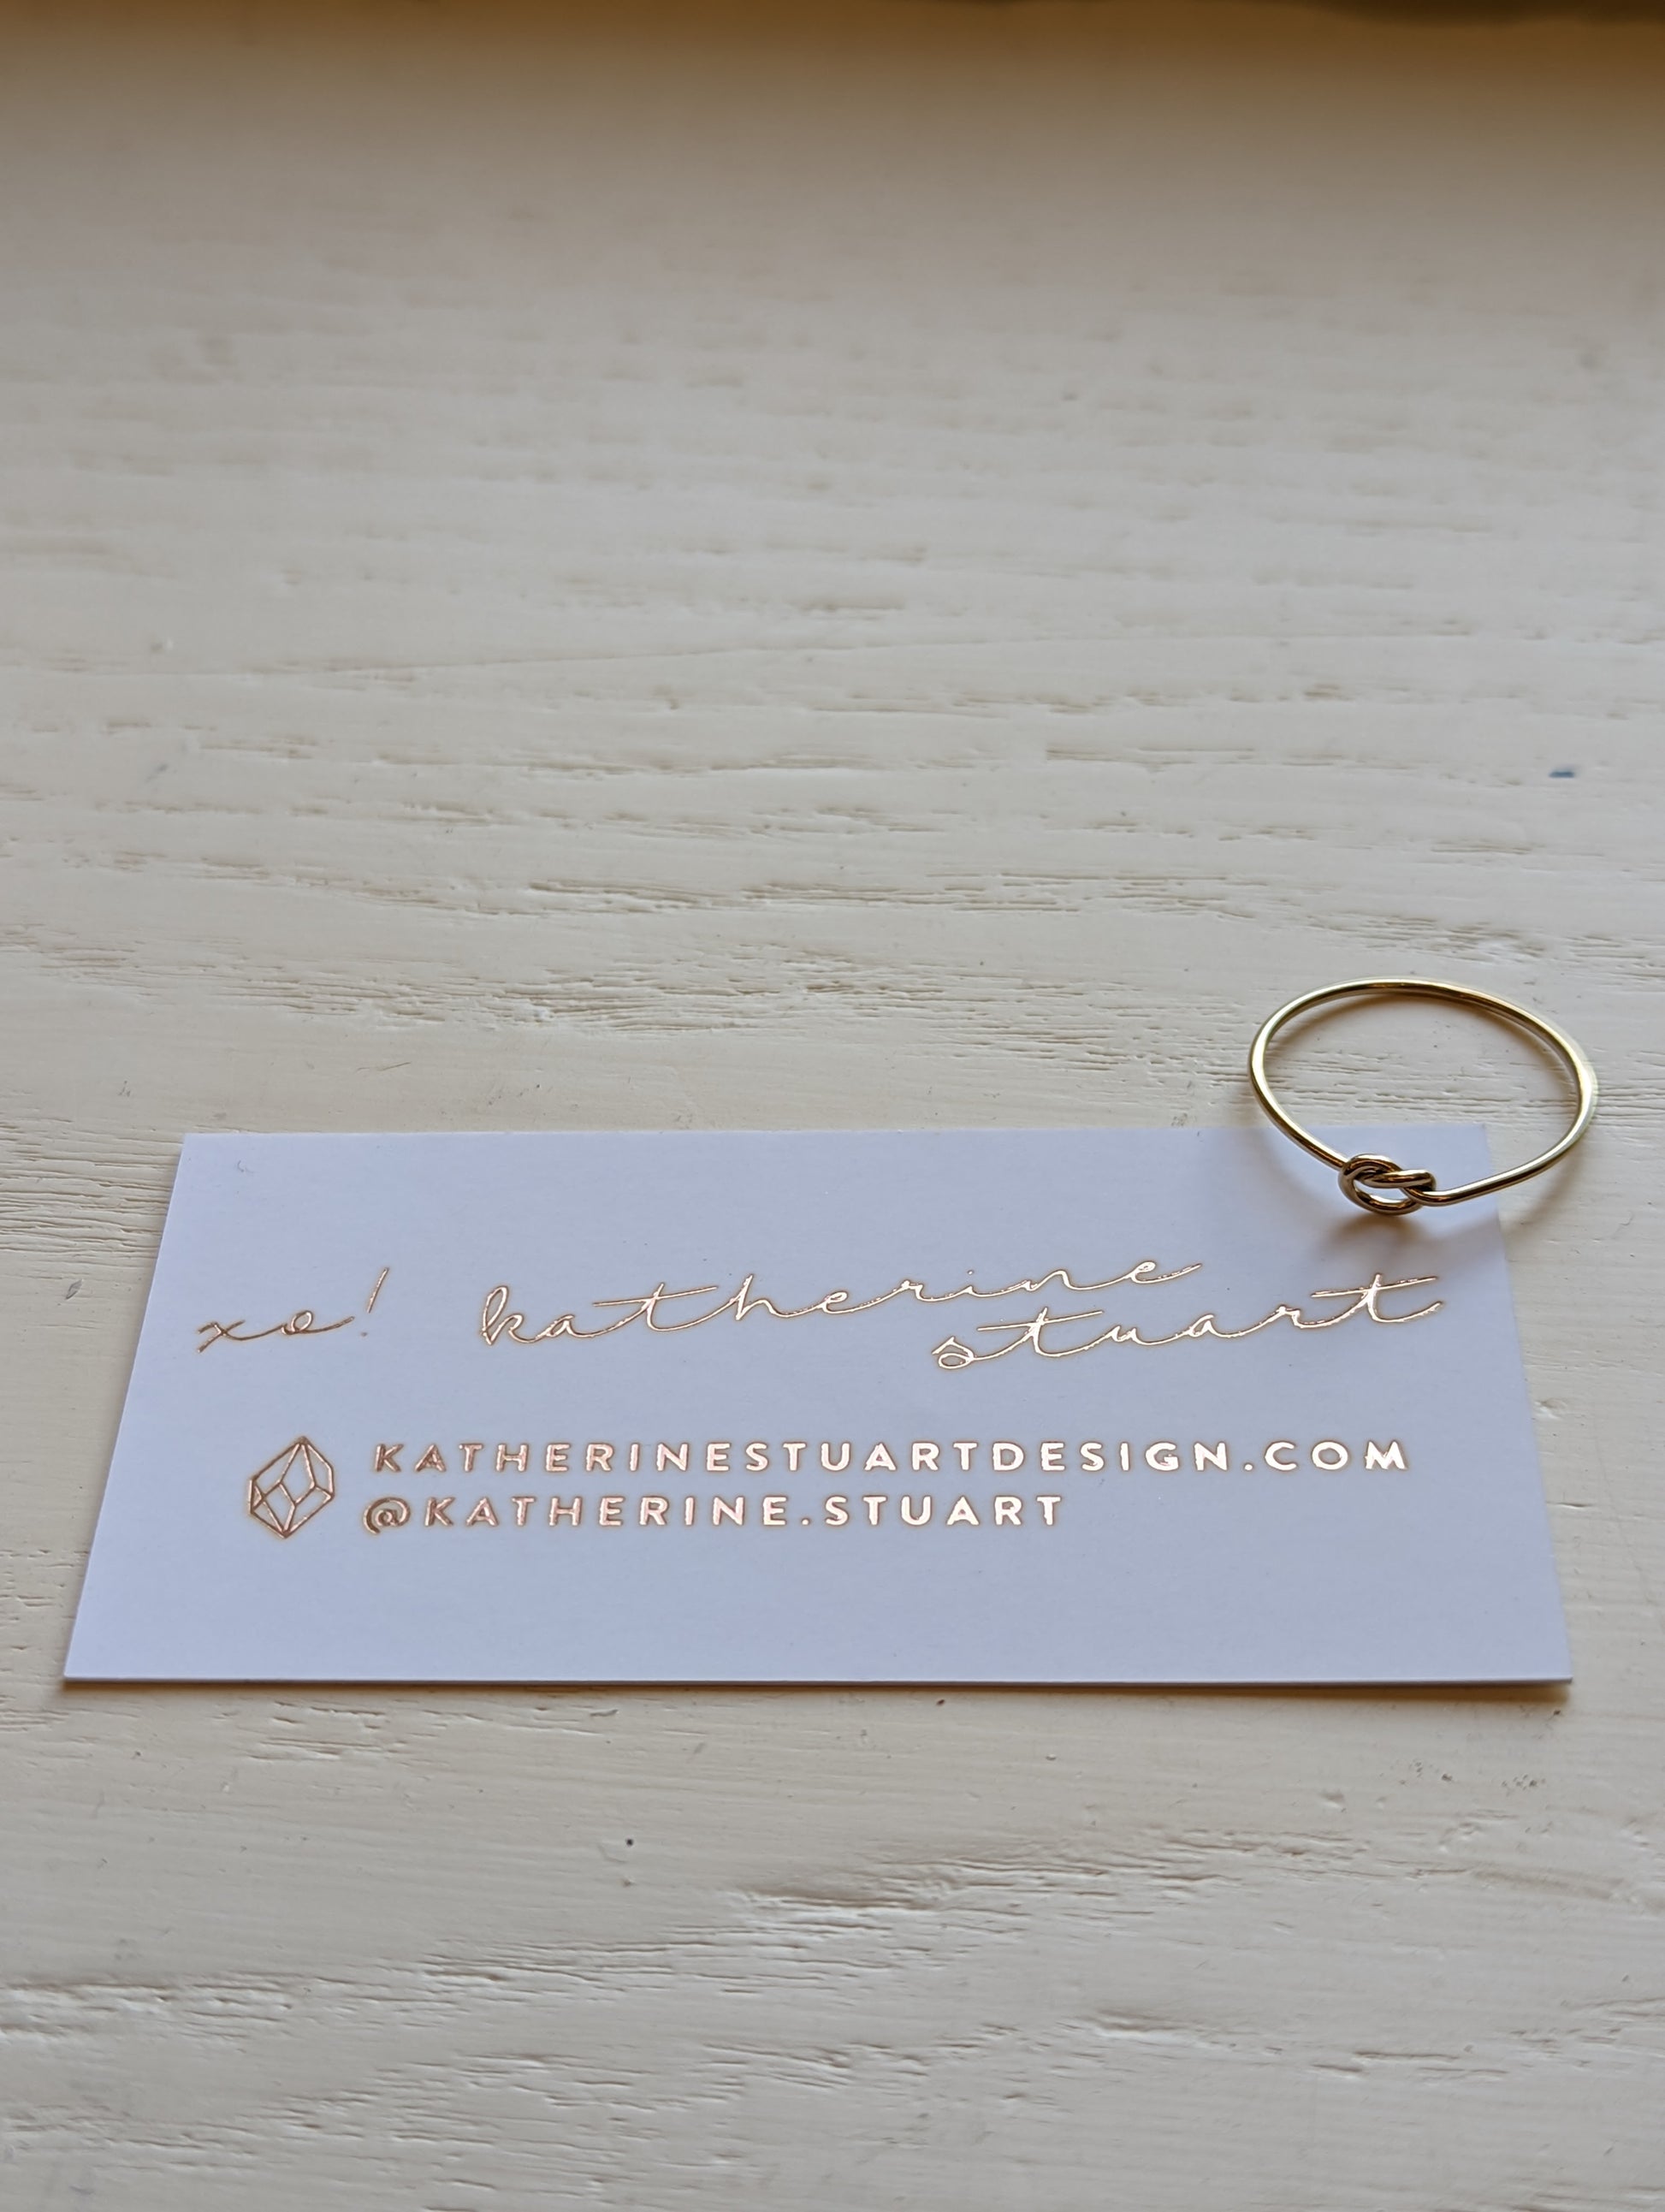 xo! katherine
stuart
KATHERINESTUARTDESIGN.COM
@KATHERINE.STUART